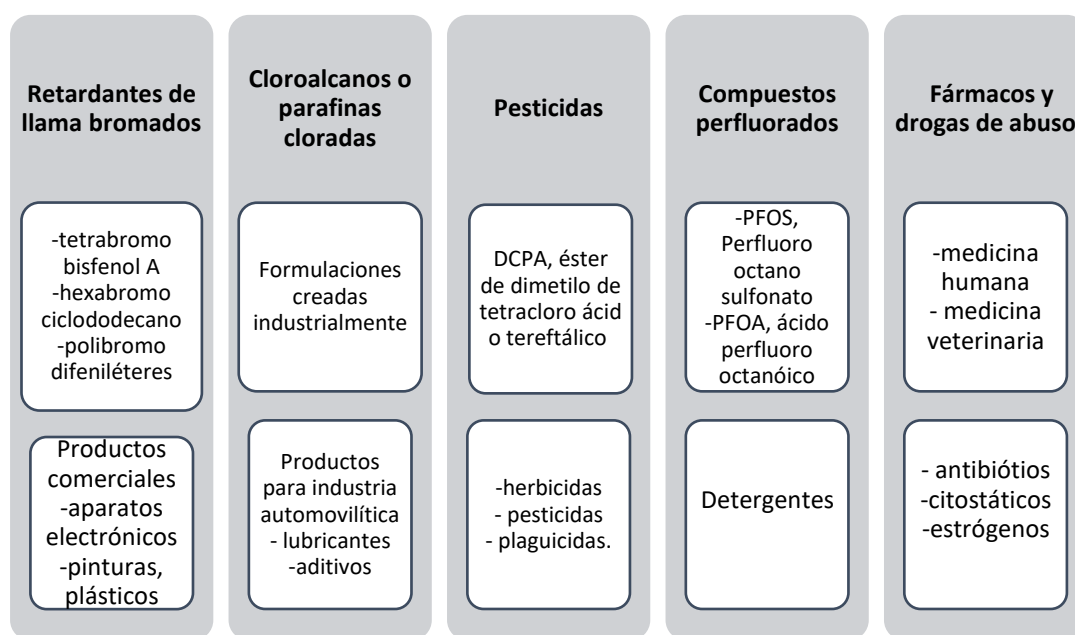 Retardantes de
llama bromados
-tetrabromo
bisfenol A
-hexabromo
ciclododecano
-polibromo
difeniléteres
Productos
comerciales
-aparatos
electrónicos
-pinturas,
plásticos
Cloroalcanos o
parafinas
cloradas
Formulaciones
creadas
industrialmente
Productos
para industria
automovilítica
- lubricantes
-aditivos
Pesticidas
DCPA, éster
de dimetilo de
tetracloro ácid
o tereftálico
-herbicidas
- pesticidas
- plaguicidas.
Compuestos
perfluorados
-PFOS,
Perfluoro
octano
sulfonato
-PFOA, ácido
perfluoro
octanóico
Detergentes
Fármacos y
drogas de abuso
-medicina
humana
- medicina
veterinaria
- antibiótios
-citostáticos
-estrógenos